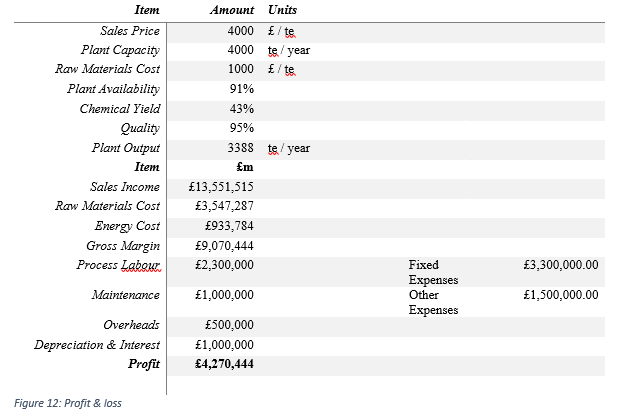 Item Amount Units
Sales Price 4000 £ / te
Plant Capacity 4000 te / year
Raw Materials Cost 1000 £ / te
Plant Availability 91%
Chemical Yield 43%
Quality 95%
Plant Output 3388 te / year
Item £m
Sales Income £13,551,515
Raw Materials Cost £3,547,287
Energy Cost £933,784
Gross Margin £9,070,444
Process Labour £2,300,000 Fixed Expenses £3,300,000.00
Maintenance £1,000,000 Other Expenses £1,500,000.00
Overheads £500,000
Depreciation & Interest £1,000,000
Profit £4,270,444
Figure 12: Profit & loss